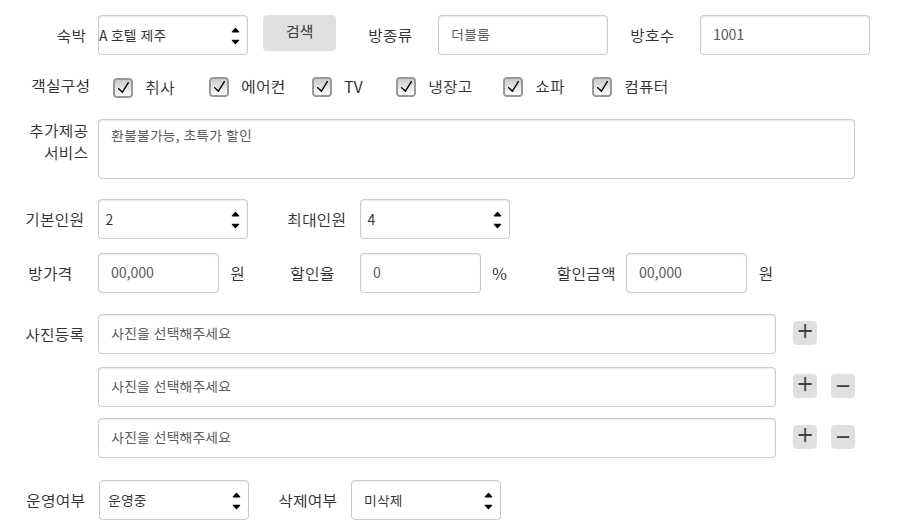 숙박 A 호텔 제주 검색 방종류 더블룸 방호수 1001
객실구성 취사 에어컨 TV 냉장고 쇼파 컴퓨터
추가제공 환불불가능, 초특가 할인
서비스
기본인원 2 최대인원 4
방가격 00,000 원 할인율 0 % 할인금액 00,000 원
사진등록 사진을 선택해주세요 +
사진을 선택해주세요 + −
사진을 선택해주세요 + −
운영여부 운영중 삭제여부 미삭제